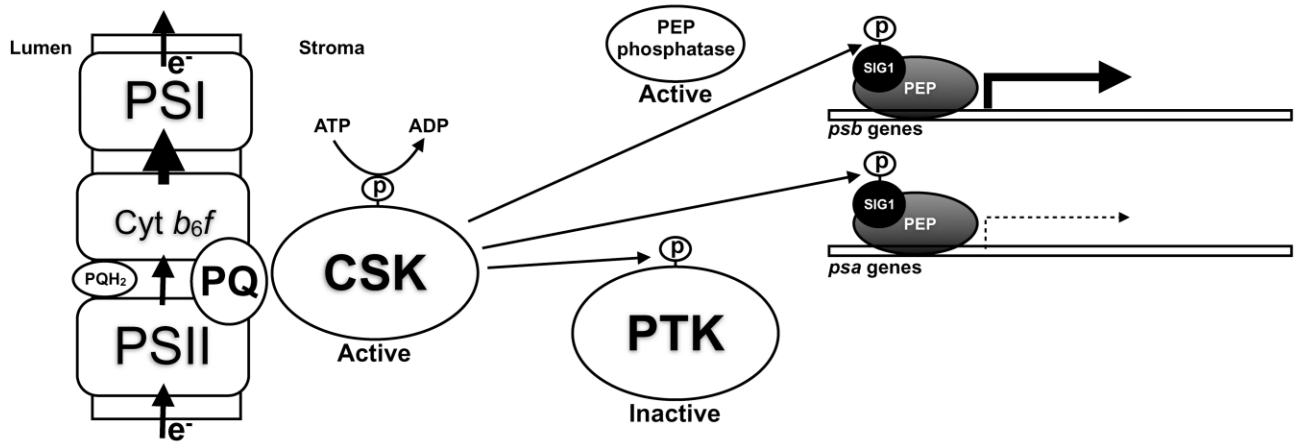 Lumen
e-
PSI
Cyt b6f
PQH2
PQ
PSII
e-
Stroma
ATP
ADP
p
CSK
Active
PEP
phosphatase
Active
p
PTK
Inactive
p
SIG1
PEP
psb genes
p
SIG1
PEP
psa genes